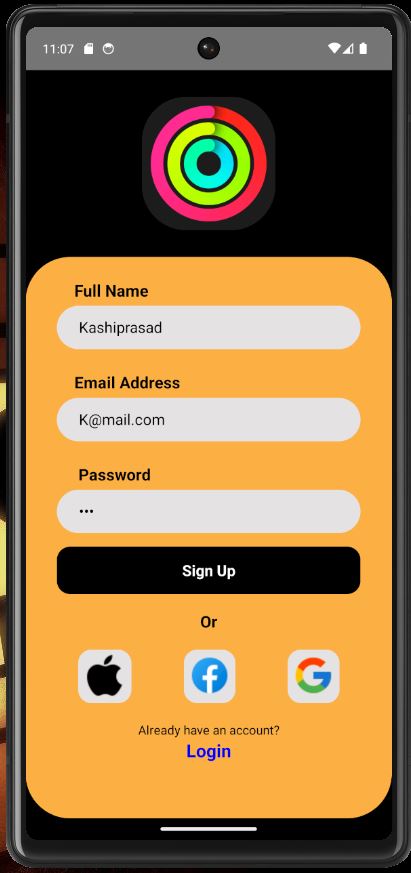 11:07
Full Name
Kashiprasad
Email Address
K@mail.com
Password
•••
Sign Up
Or
Already have an account?
Login